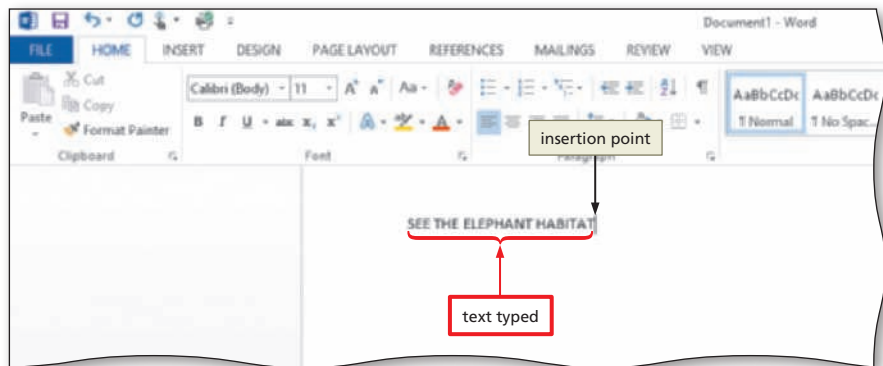 Document1 - Word
FILE HOME INSERT DESIGN PAGE LAYOUT REFERENCES MAILINGS REVIEW VIEW
Cut
Calibri (Body) 11 A A Aa
AaBbCcDc AaBbCcDc
Copy
Paste
Format Painter
B I U abc X, X² A A
¶ Normal ¶ No Spac...
insertion point
Clipboard Font Paragraph
SEE THE ELEPHANT HABITAT
text typed